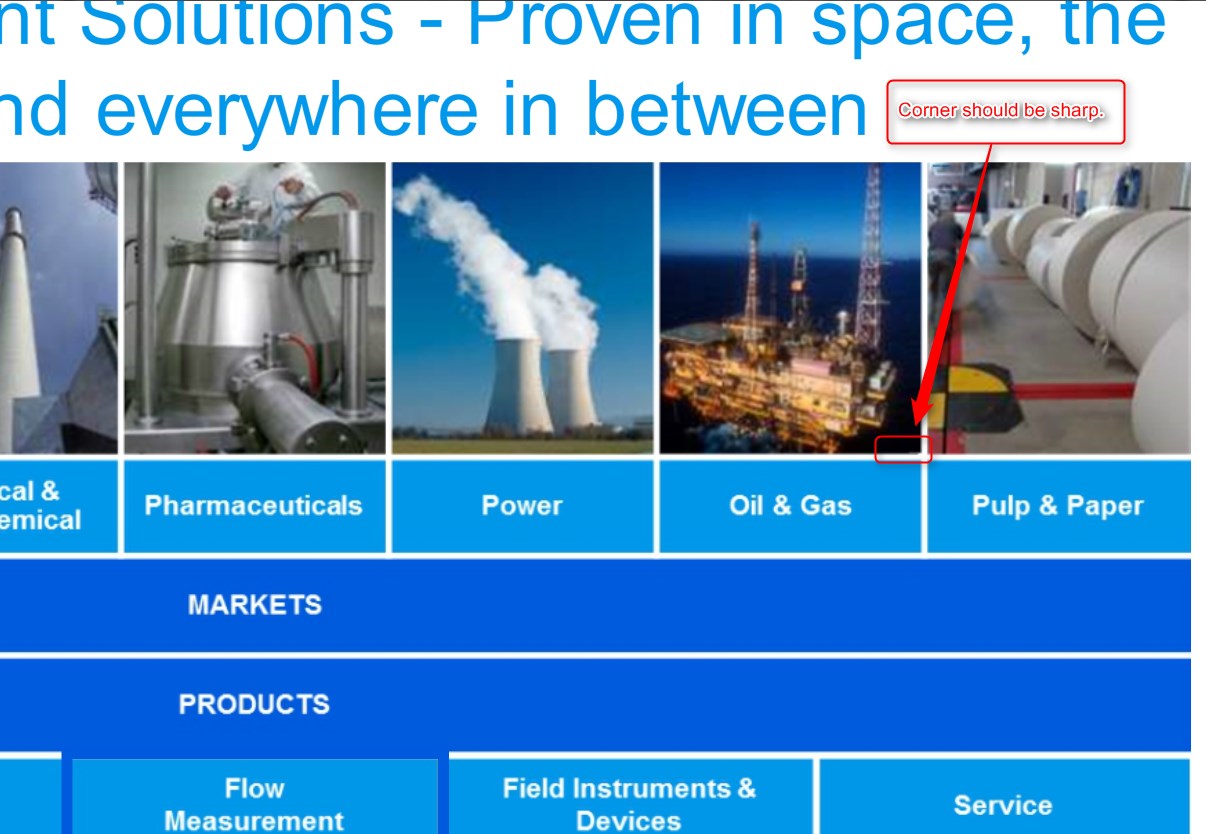 nt Solutions - Proven in space, the
nd everywhere in between
Corner should be sharp.
cal &
emical
Pharmaceuticals
Power
Oil & Gas
Pulp & Paper
MARKETS
PRODUCTS
Flow
Measurement
Field Instruments &
Devices
Service